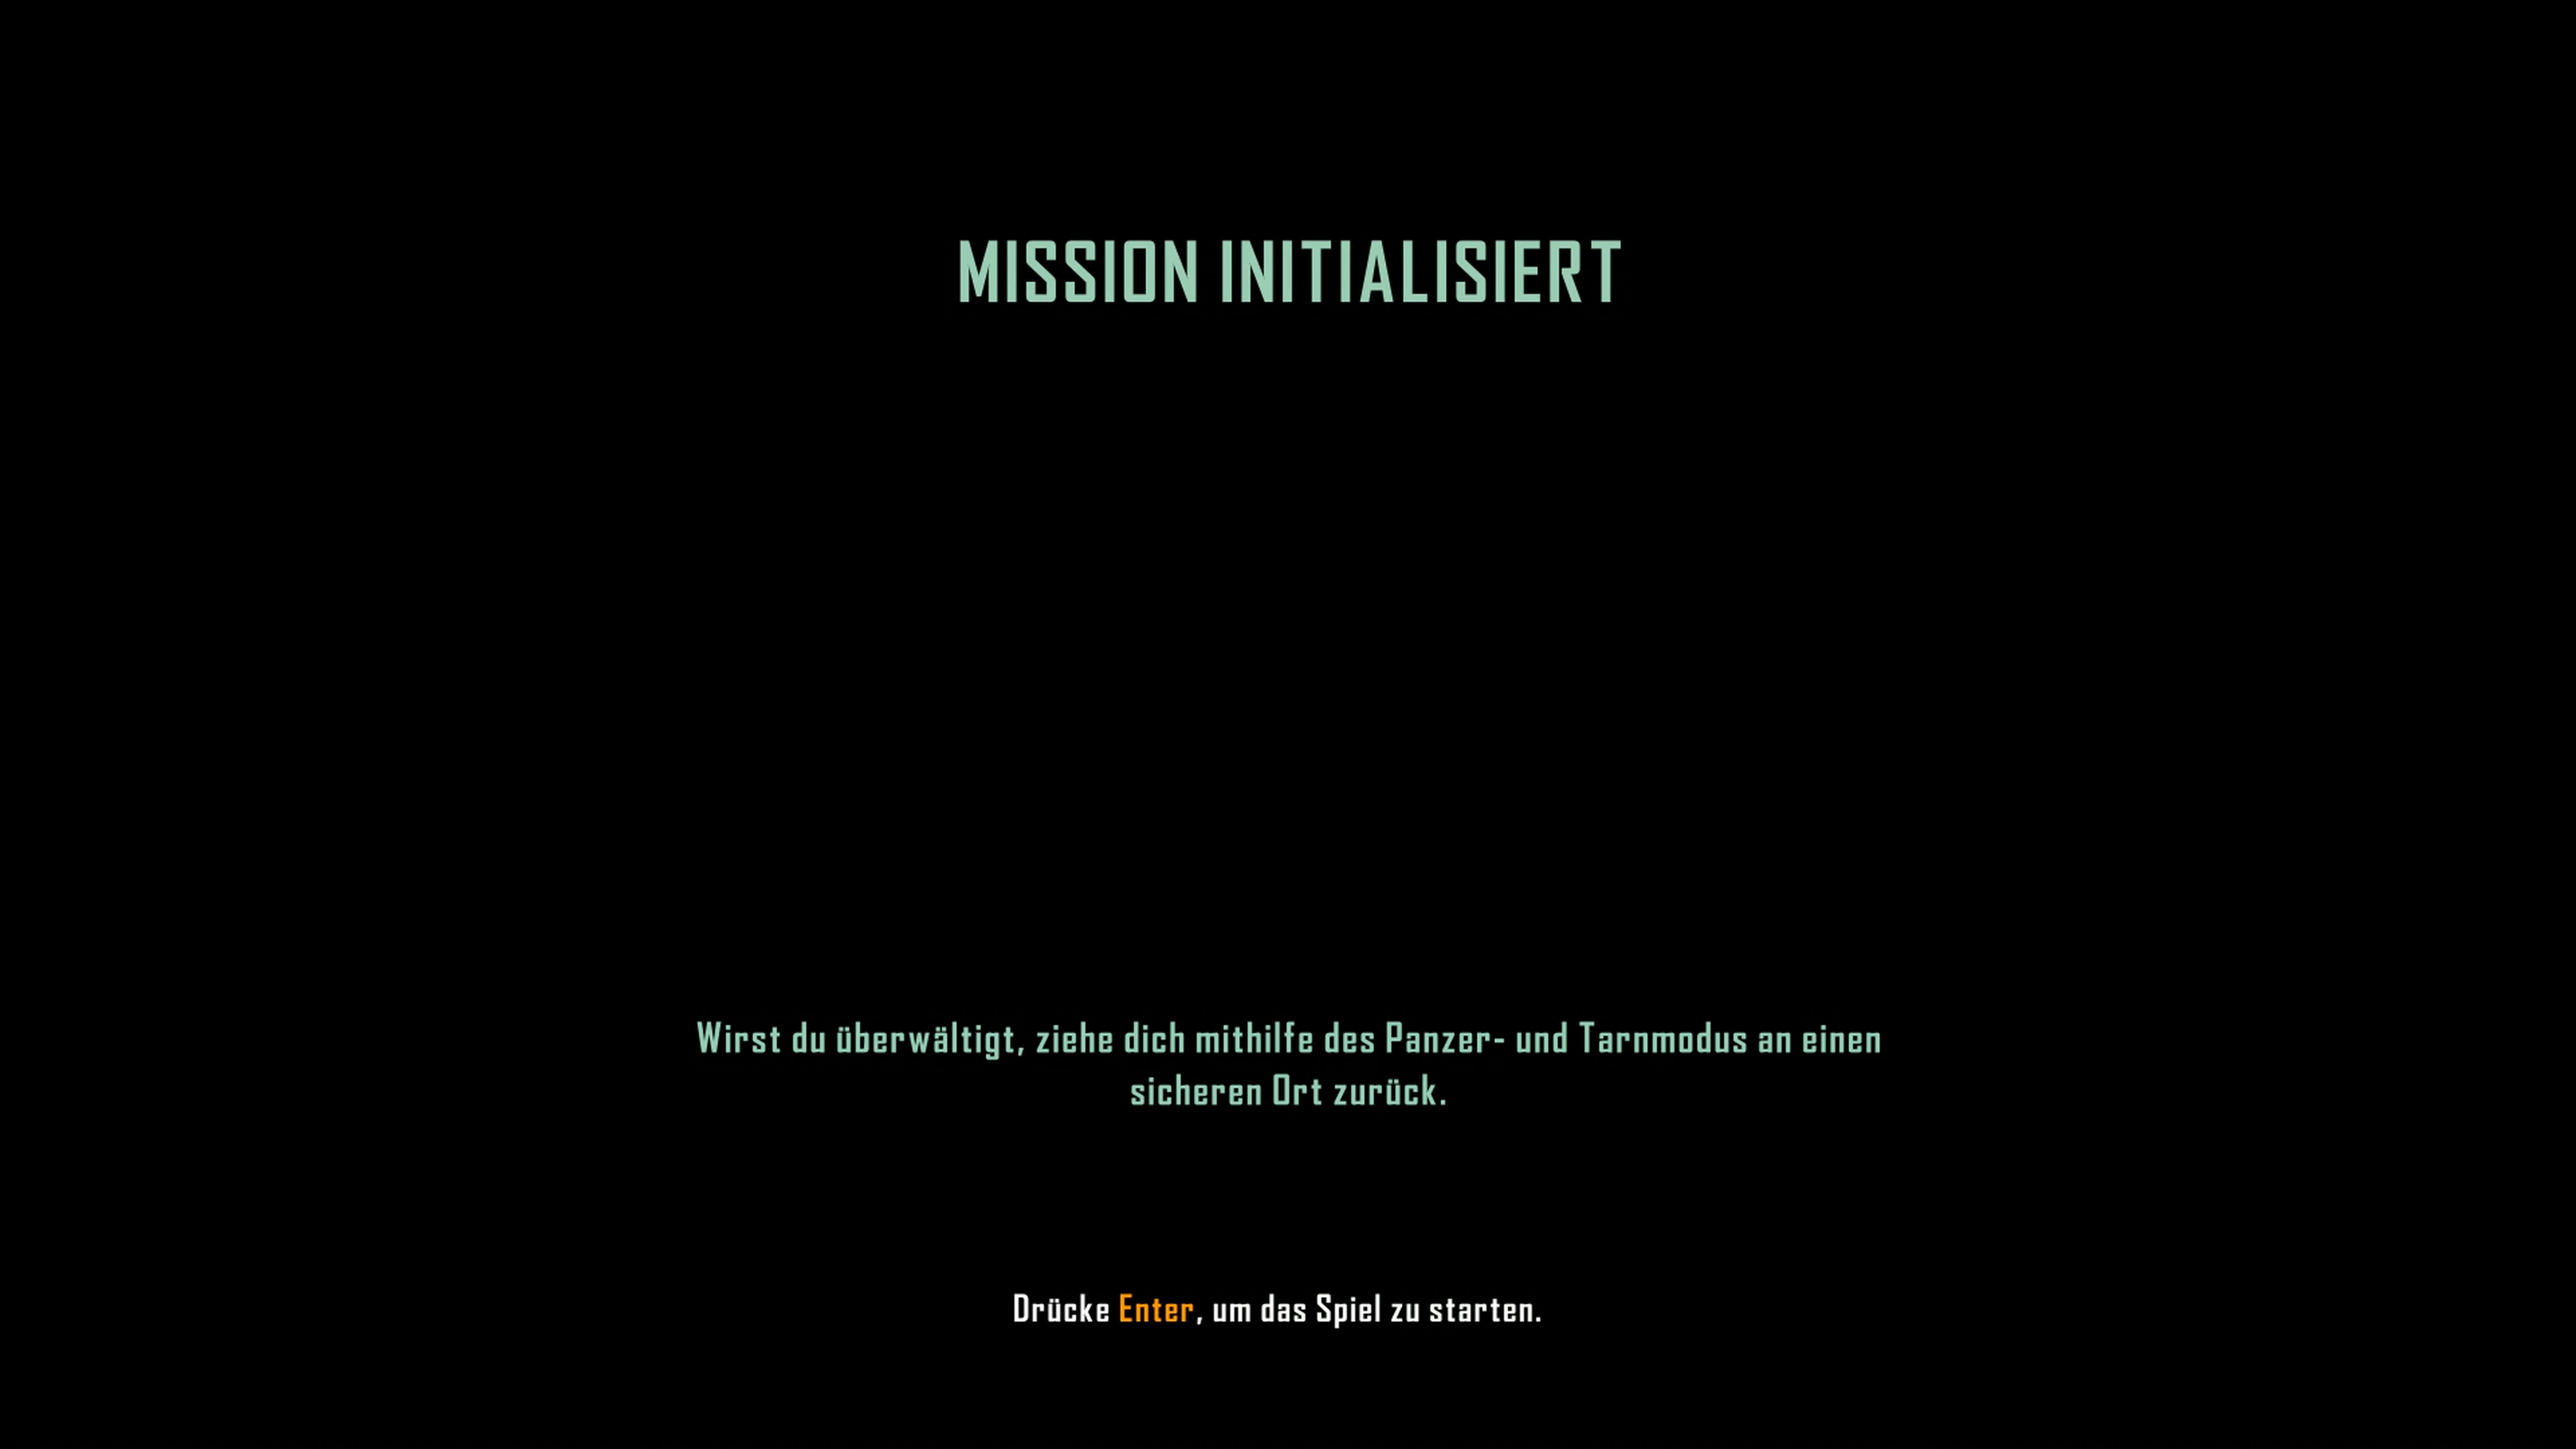 MISSION INITIALISIERT
Wirst du überwältigt, ziehe dich mithilfe des Panzer- und Tarnmodus an einen
sicheren Ort zurück.
Drücke Enter, um das Spiel zu starten.